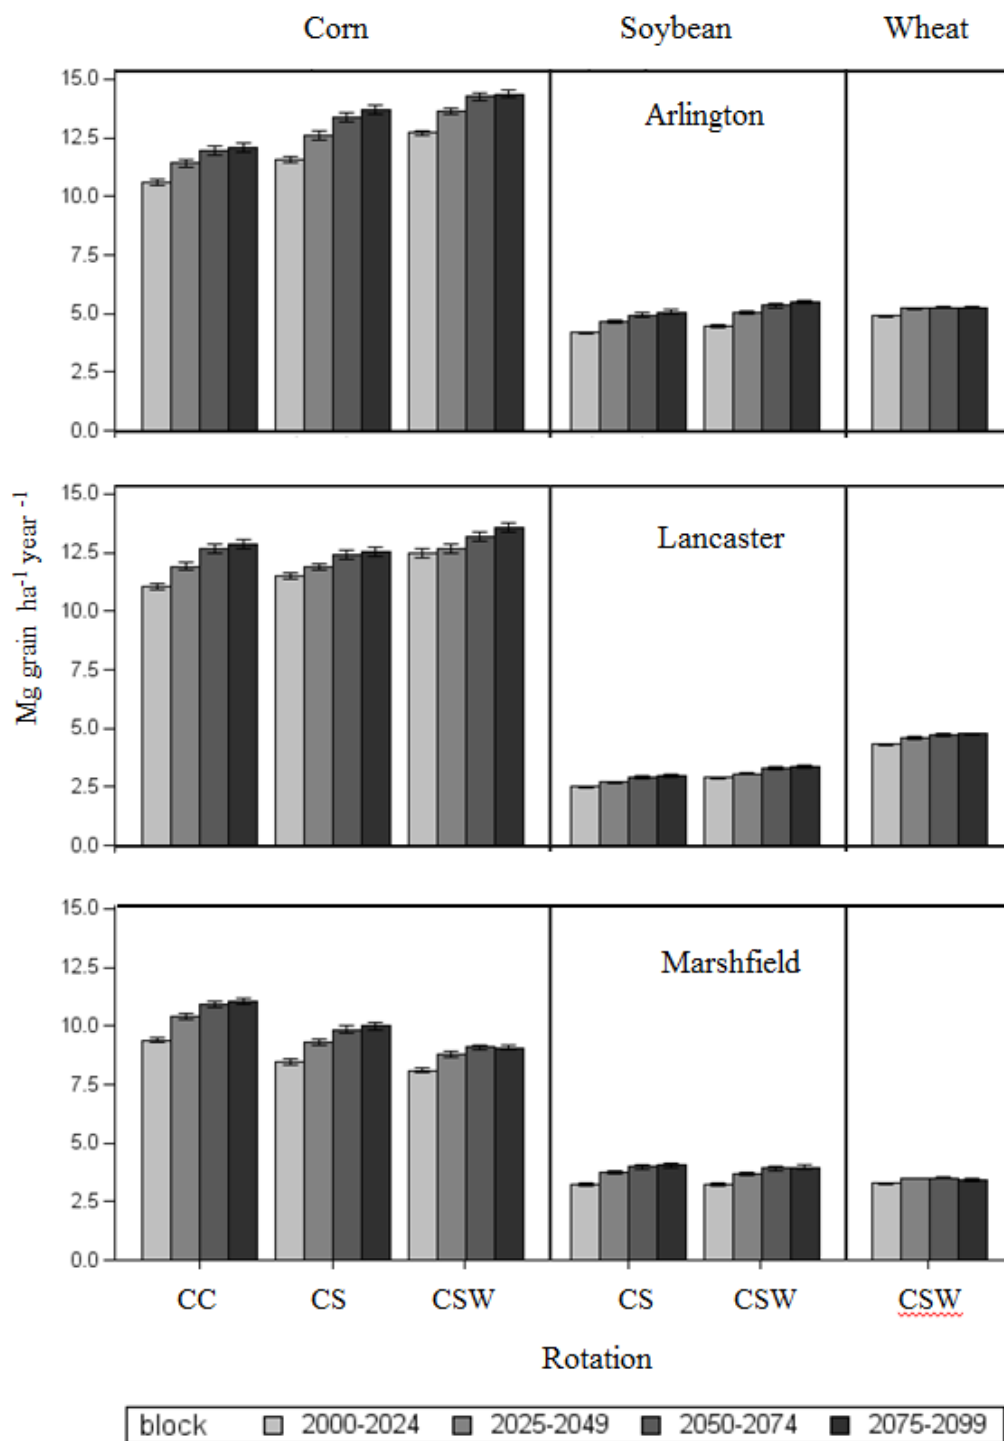 Corn Soybean Wheat
15.0
Arlington
12.5
10.0
7.5
5.0
2.5
0.0
Mg grain ha⁻¹ year ⁻¹
15.0
Lancaster
12.5
10.0
7.5
5.0
2.5
0.0
15.0
Marshfield
12.5
10.0
7.5
5.0
2.5
0.0
CC CS CSW CS CSW CSW
Rotation
block 2000-2024 2025-2049 2050-2074 2075-2099